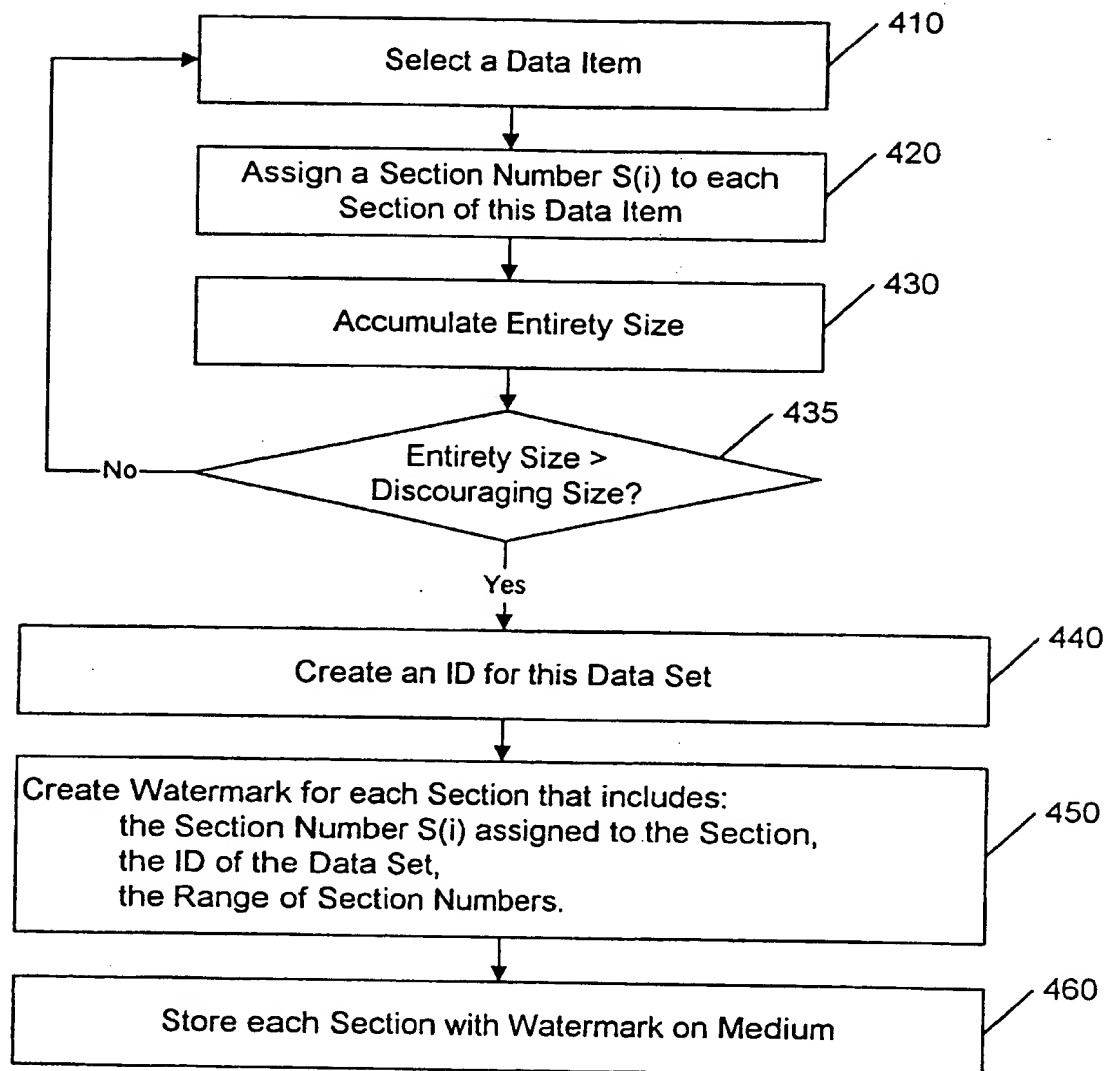 410
Select a Data Item
420
Assign a Section Number S(i) to each
Section of this Data Item
430
Accumulate Entirety Size
435
Entirety Size >
Discouraging Size?
No
Yes
440
Create an ID for this Data Set
450
Create Watermark for each Section that includes:
the Section Number S(i) assigned to the Section,
the ID of the Data Set,
the Range of Section Numbers.
460
Store each Section with Watermark on Medium